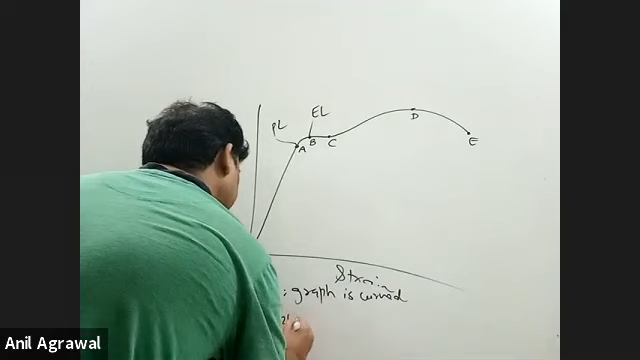 EL
PL
A B C D E
Strain
: graph is curved
Anil Agrawal